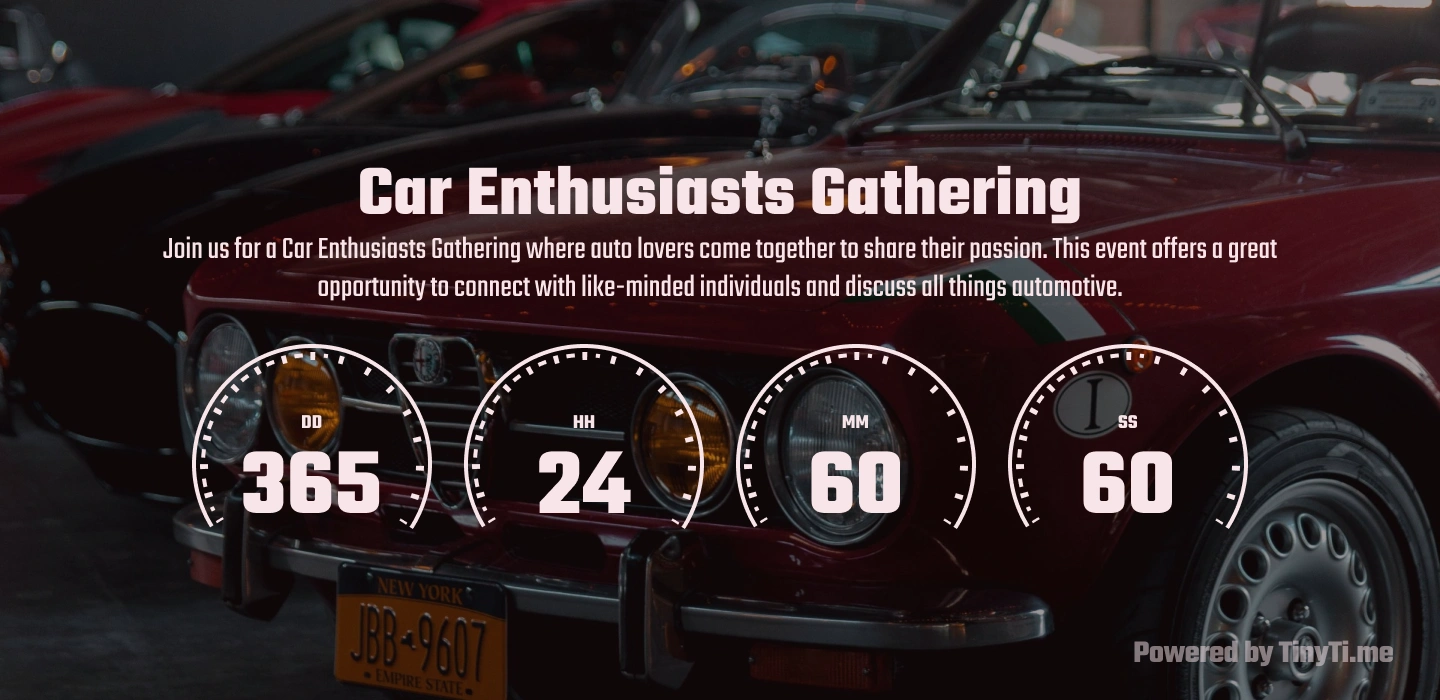 Car Enthusiasts Gathering
Join us for a Car Enthusiasts Gathering where auto lovers come together to share their passion. This event offers a great
opportunity to connect with like-minded individuals and discuss all things automotive.
I
DD
365
HH
24
MM
60
SS
60
NEW YORK
JBB 9607
EMPIRE STATE
Powered by TinyTi.me